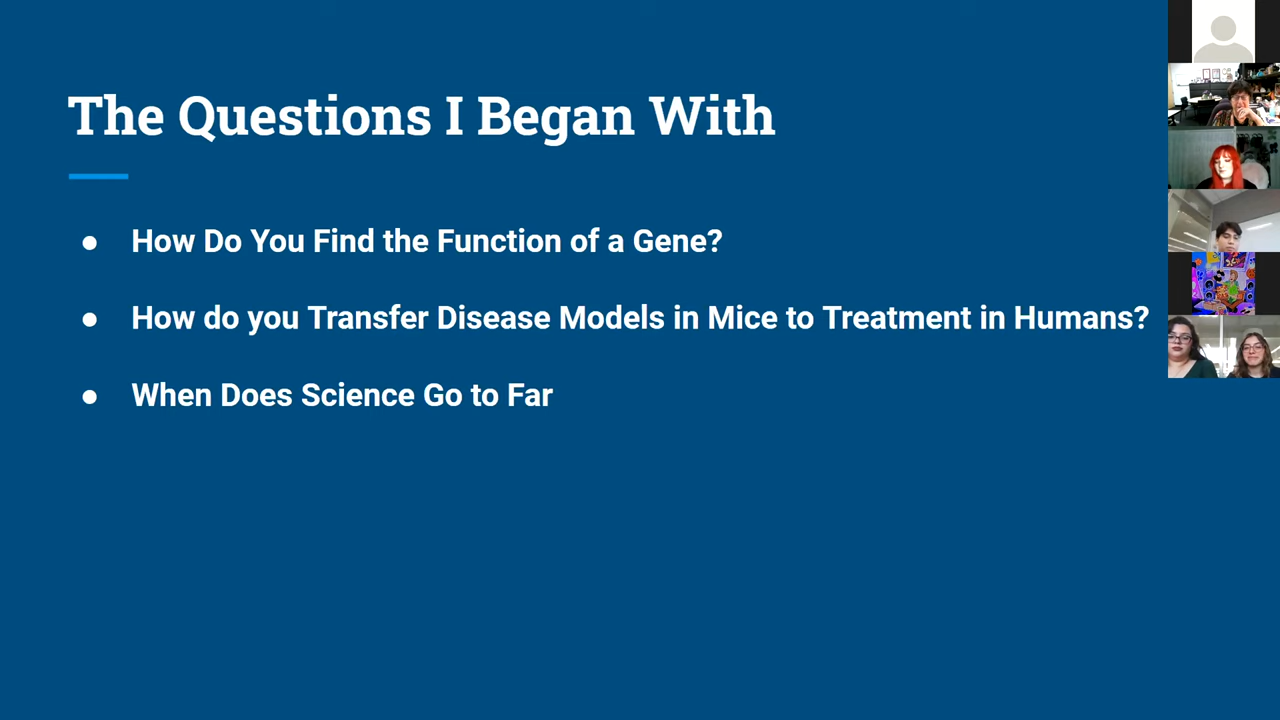 The Questions I Began With
● How Do You Find the Function of a Gene?
● How do you Transfer Disease Models in Mice to Treatment in Humans?
● When Does Science Go to Far